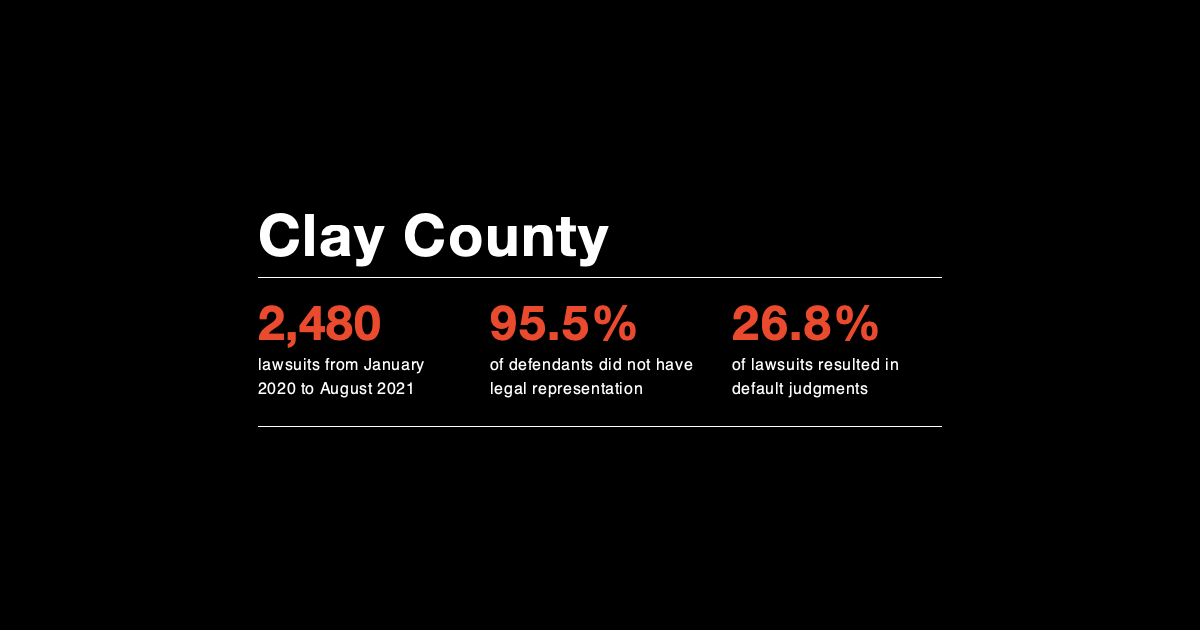 Clay County
2,480
lawsuits from January
2020 to August 2021
95.5%
of defendants did not have
legal representation
26.8%
of lawsuits resulted in
default judgments